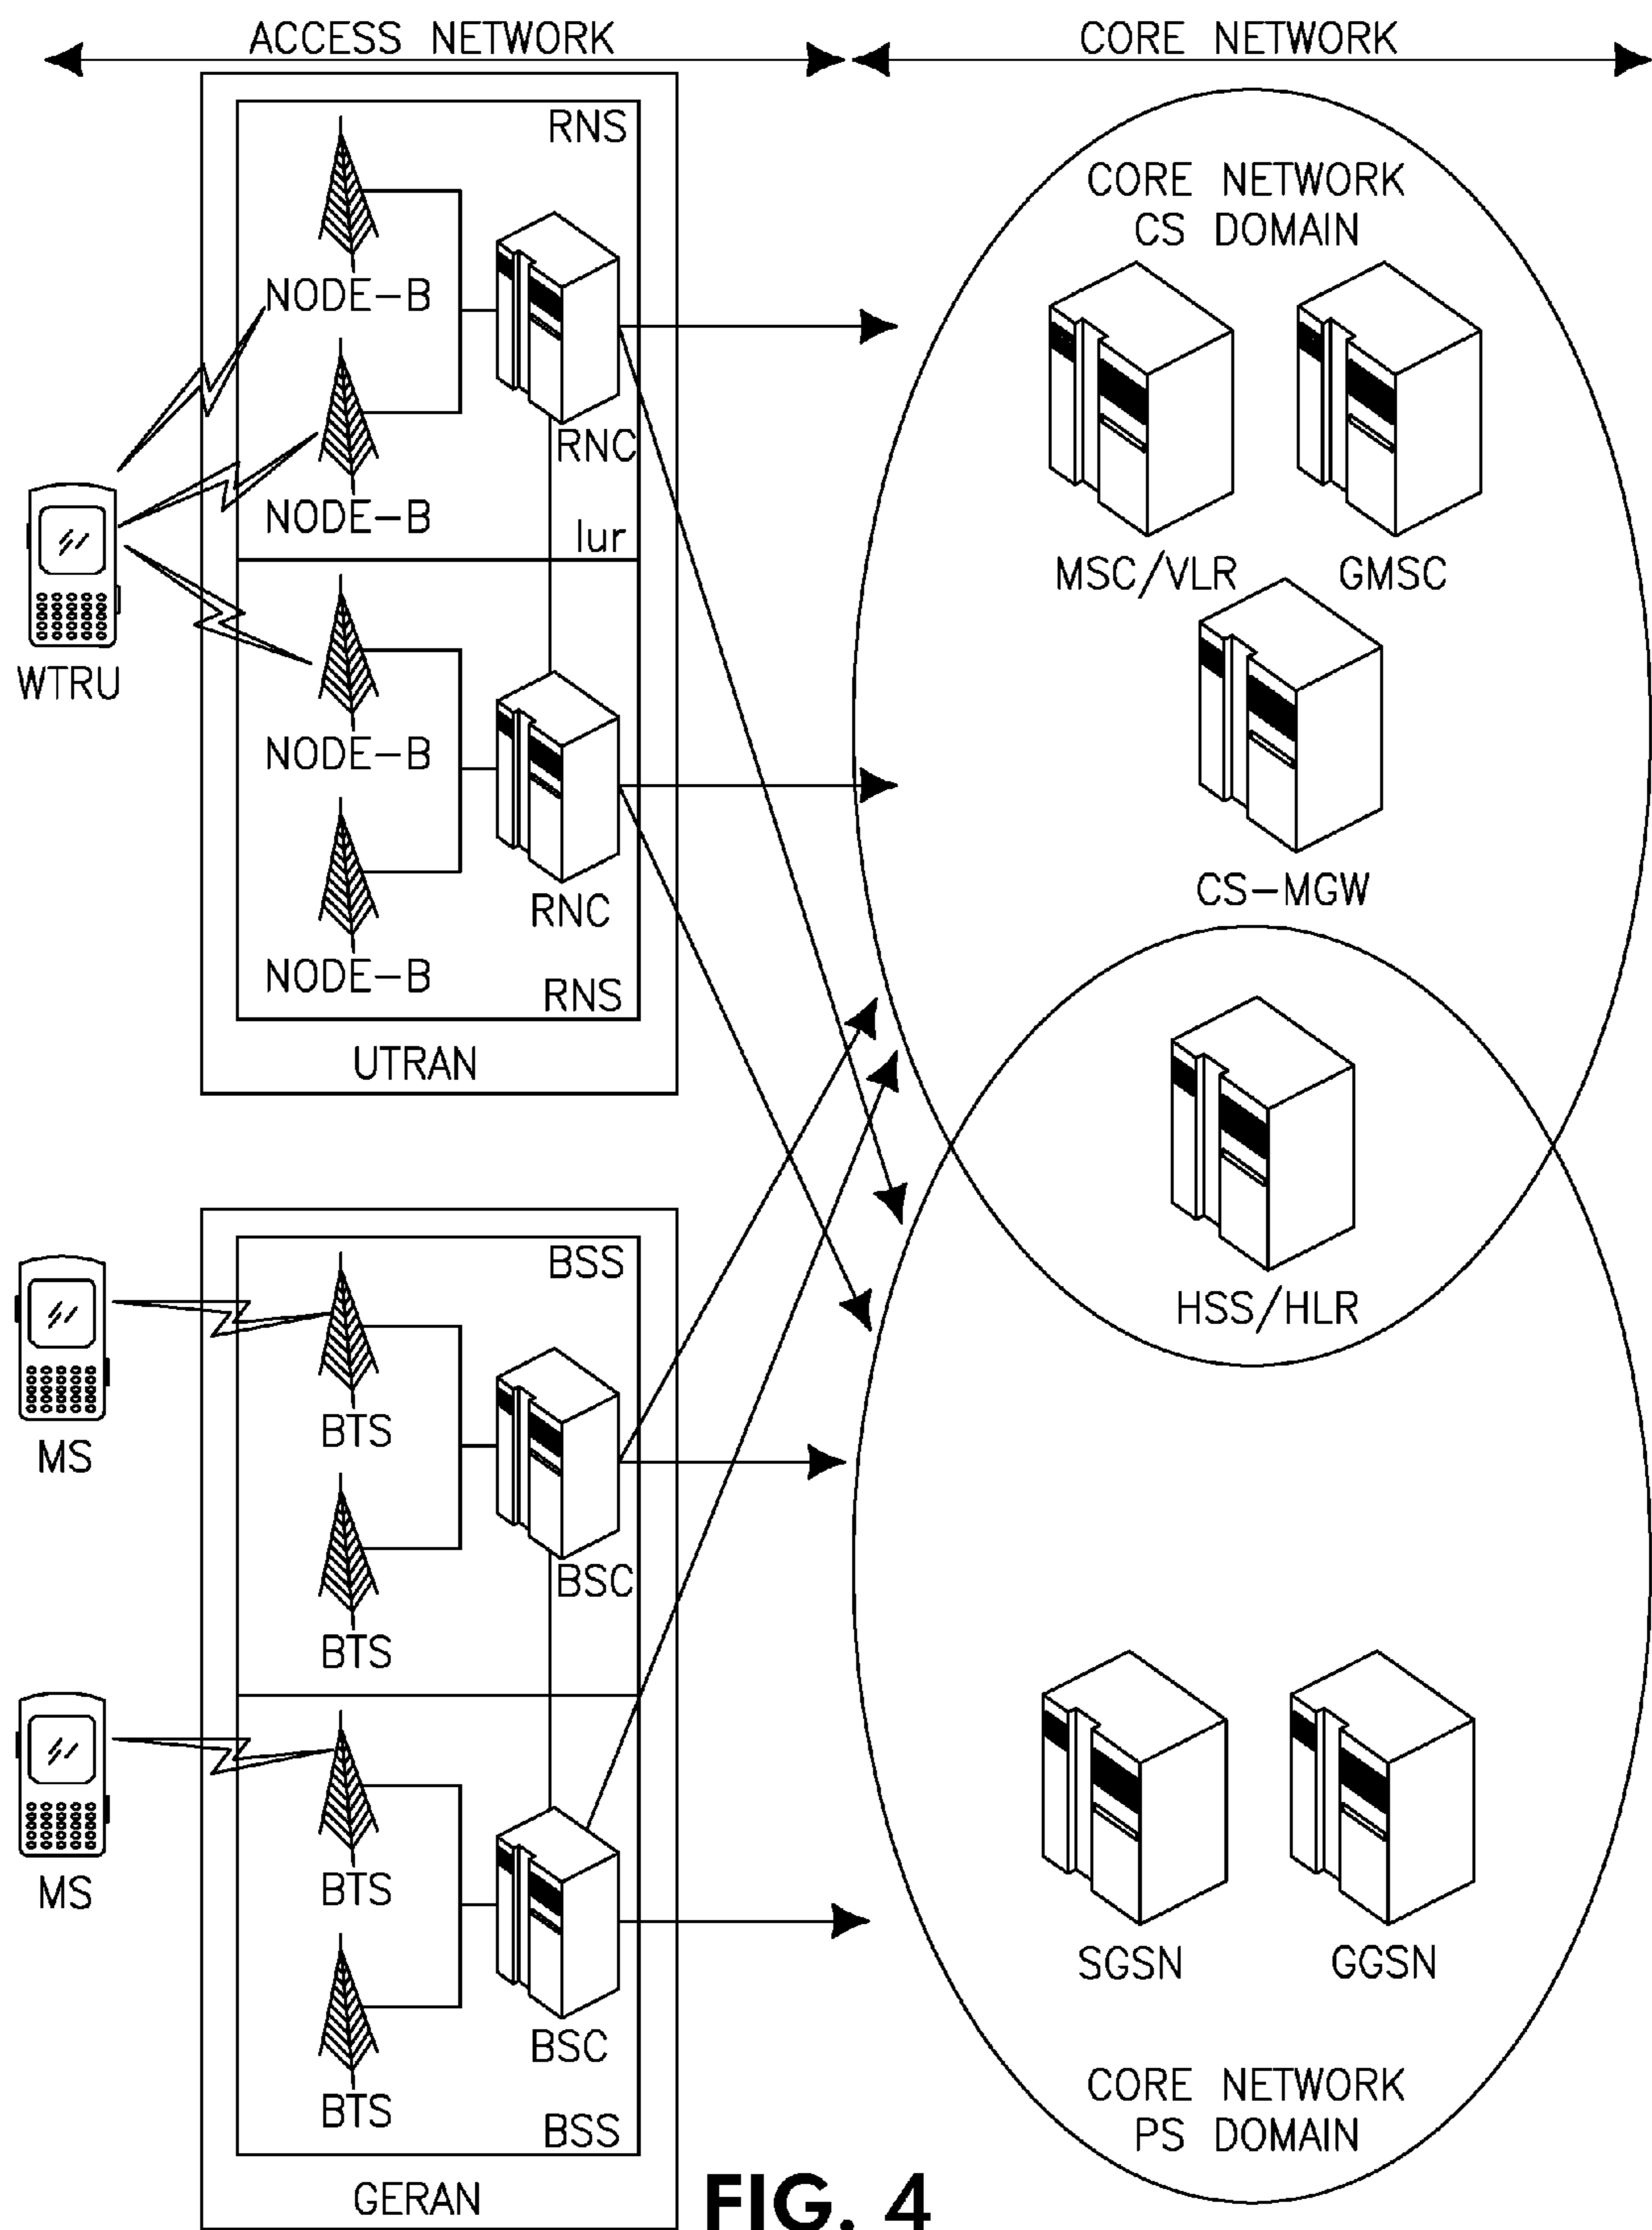 ACCESS NETWORK
CORE NETWORK
RNS
NODE-B
RNC
NODE-B
Iur
WTRU
NODE-B
RNC
NODE-B
RNS
UTRAN
CORE NETWORK
CS DOMAIN
MSC/VLR
GMSC
CS-MGW
HSS/HLR
BSS
BTS
MS
BSC
BTS
BTS
MS
BSC
BTS
BSS
GERAN
SGSN
GGSN
CORE NETWORK
PS DOMAIN
FIG. 4